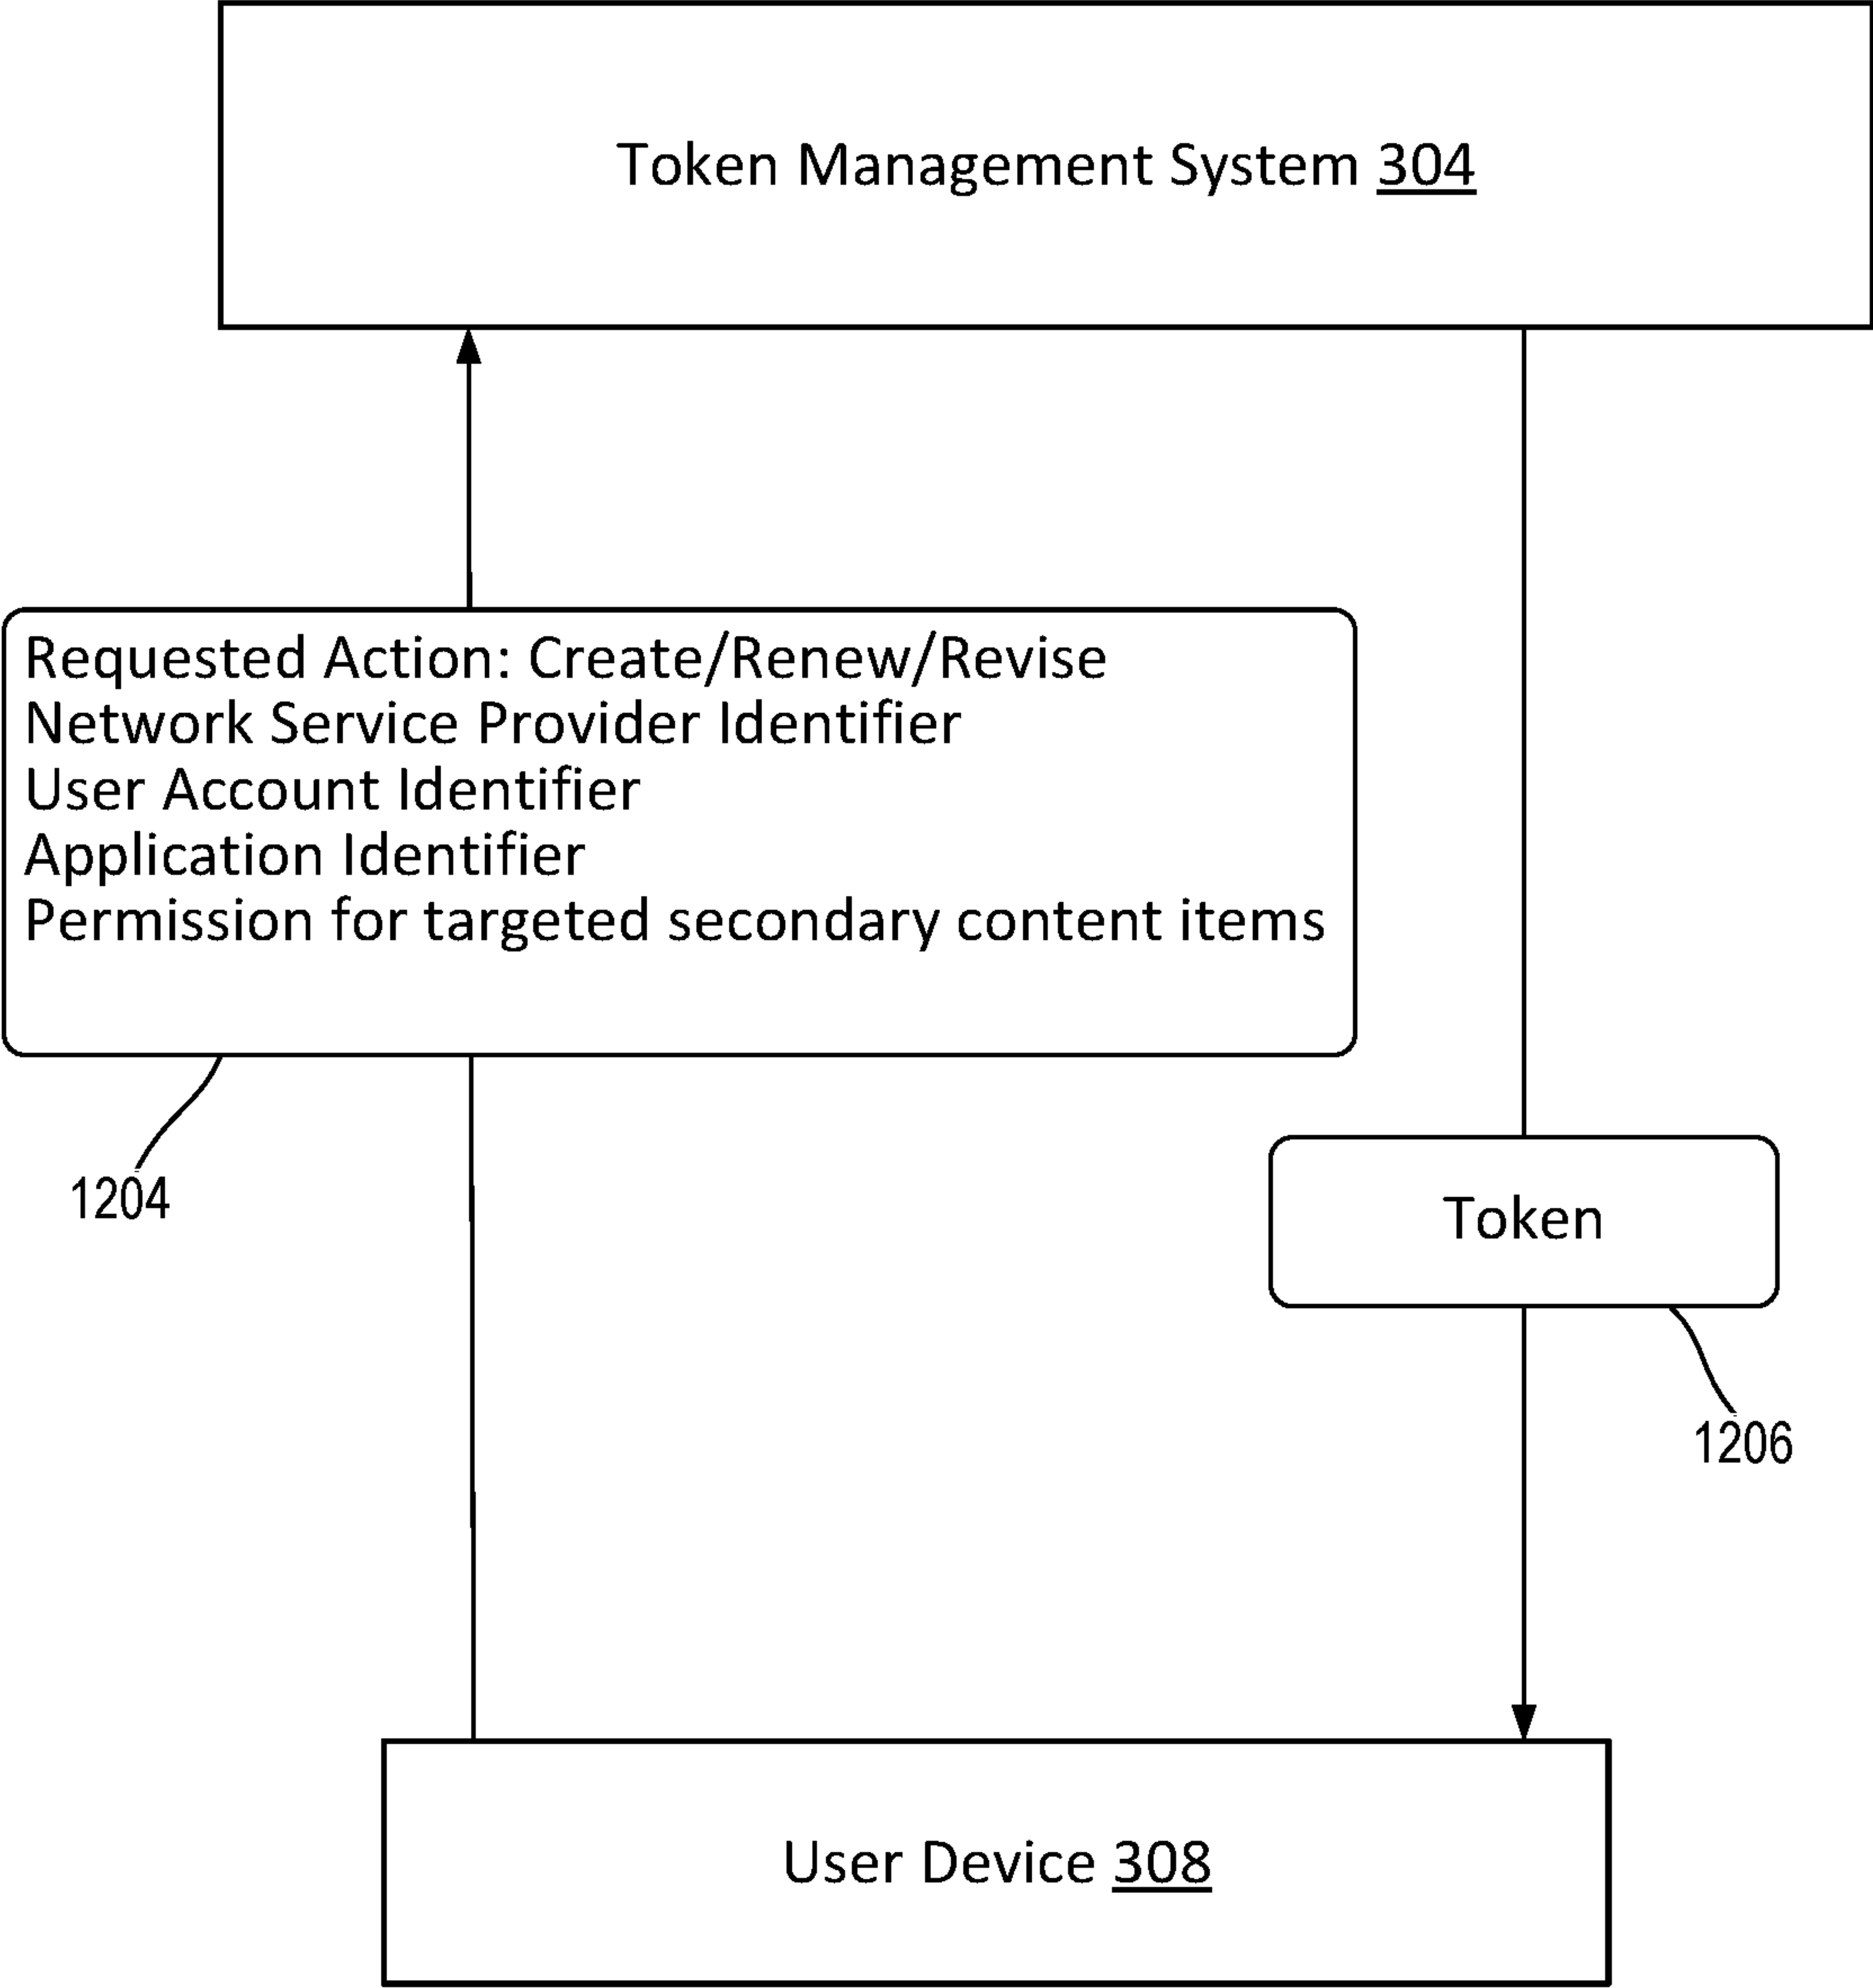 Token Management System 304
Requested Action: Create/Renew/Revise
Network Service Provider Identifier
User Account Identifier
Application Identifier
Permission for targeted secondary content items
1204
Token
1206
User Device 308